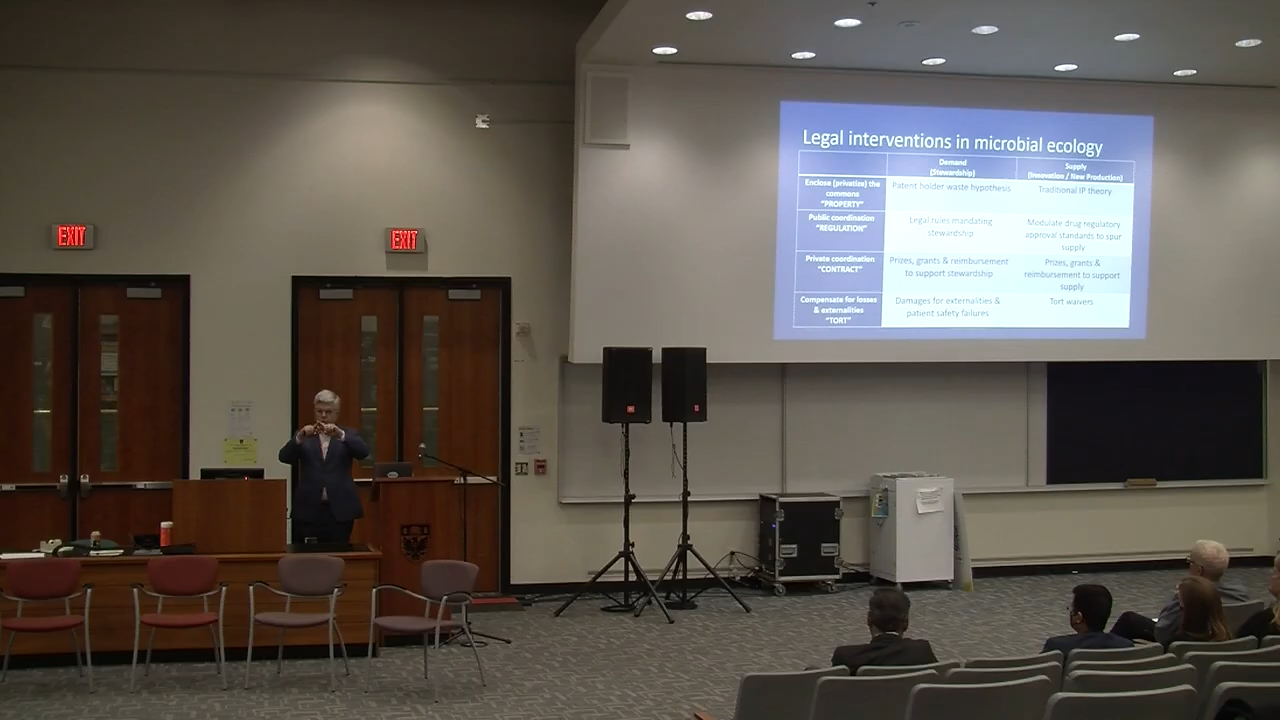 EXIT
EXIT
Legal interventions in microbial ecology
Demand
(Stewardship)
Supply
(Innovation / New Production)
Enclose (privatize) the
commons
"PROPERTY"
Patent holder waste hypothesis
Traditional IP theory
Public coordination
"REGULATION"
Legal rules mandating
stewardship
Modulate drug regulatory
approval standards to spur
supply
Private coordination
"CONTRACT"
Prizes, grants & reimbursement
to support stewardship
Prizes, grants &
reimbursement to support
supply
Compensate for losses
& externalities
"TORT"
Damages for externalities &
patient safety failures
Tort waivers